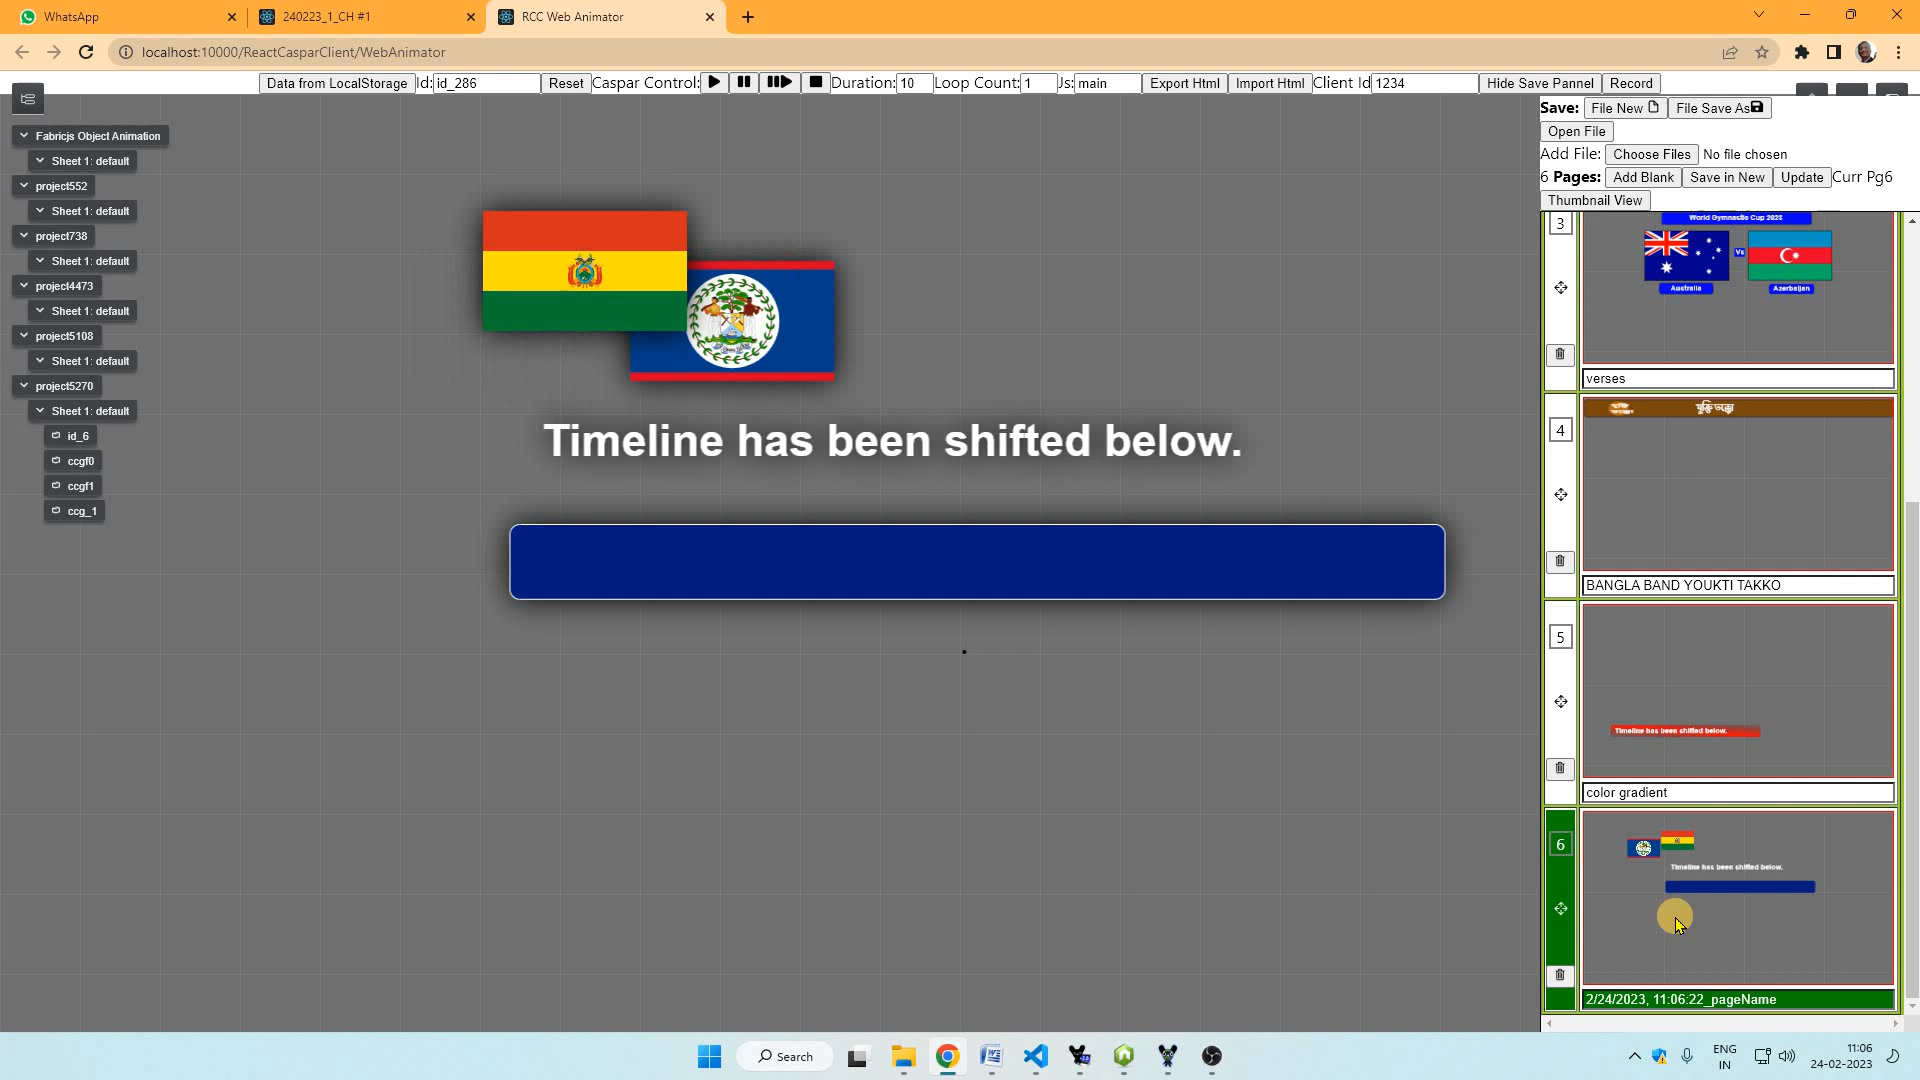 WhatsApp
240223_1_CH #1
RCC Web Animator
localhost:10000/ReactCasparClient/WebAnimator
Data from LocalStorage Id: id_286 Reset Caspar Control: Duration: 10 Loop Count: 1 Js: main Export Html Import Html Client Id 1234 Hide Save Pannel Record
Fabricjs Object Animation
Sheet 1: default
project552
Sheet 1: default
project738
Sheet 1: default
project4473
Sheet 1: default
project5108
Sheet 1: default
project5270
Sheet 1: default
id_6
ccgf0
ccgf1
ccg_1
Timeline has been shifted below.
Save: File New File Save As
Open File
Add File: Choose Files No file chosen
6 Pages: Add Blank Save in New Update Curr Pg6
Thumbnail View
3
World Gymnastic Cup 2023
Vs
Australia
Azerbaijan
verses
4
যুক্তি তক্কো
BANGLA BAND YOUKTI TAKKO
5
Timeline has been shifted below.
color gradient
6
Timeline has been shifted below.
2/24/2023, 11:06:22_pageName
Search
ENG
IN
11:06
24-02-2023